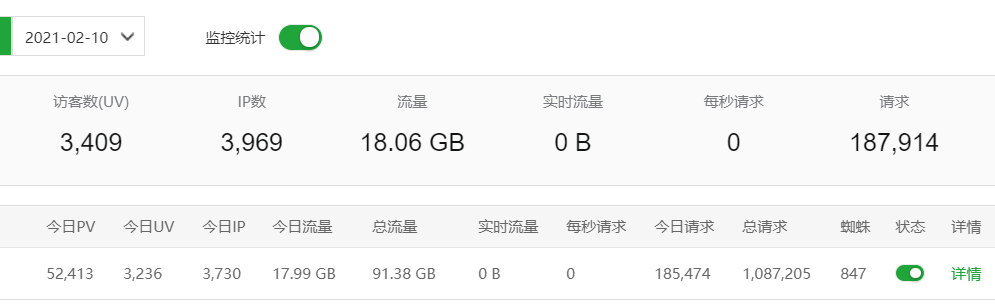 2021-02-10 监控统计
访客数(UV) IP数 流量 实时流量 每秒请求 请求
3,409 3,969 18.06 GB 0 B 0 187,914
今日PV 今日UV 今日IP 今日流量 总流量 实时流量 每秒请求 今日请求 总请求 蜘蛛 状态 详情
52,413 3,236 3,730 17.99 GB 91.38 GB 0 B 0 185,474 1,087,205 847 详情